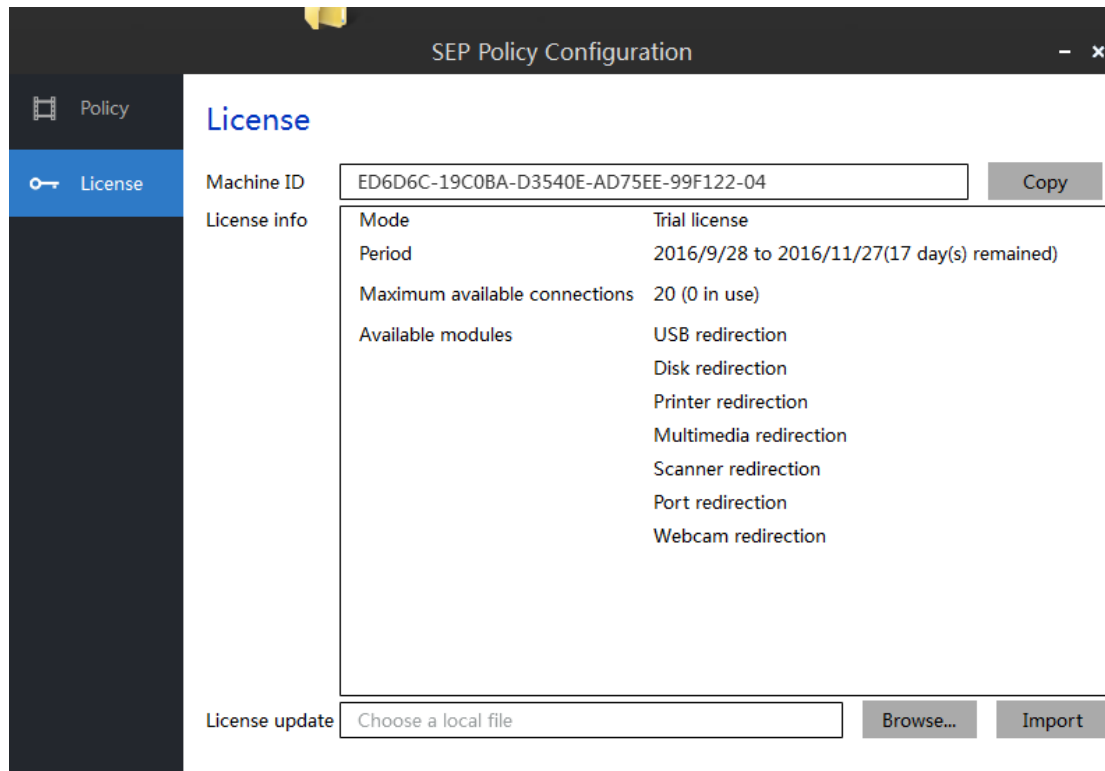 SEP Policy Configuration
Policy
License
License
Machine ID ED6D6C-19C0BA-D3540E-AD75EE-99F122-04 Copy
License info Mode Trial license
Period 2016/9/28 to 2016/11/27(17 day(s) remained)
Maximum available connections 20 (0 in use)
Available modules USB redirection
Disk redirection
Printer redirection
Multimedia redirection
Scanner redirection
Port redirection
Webcam redirection
License update Choose a local file Browse... Import